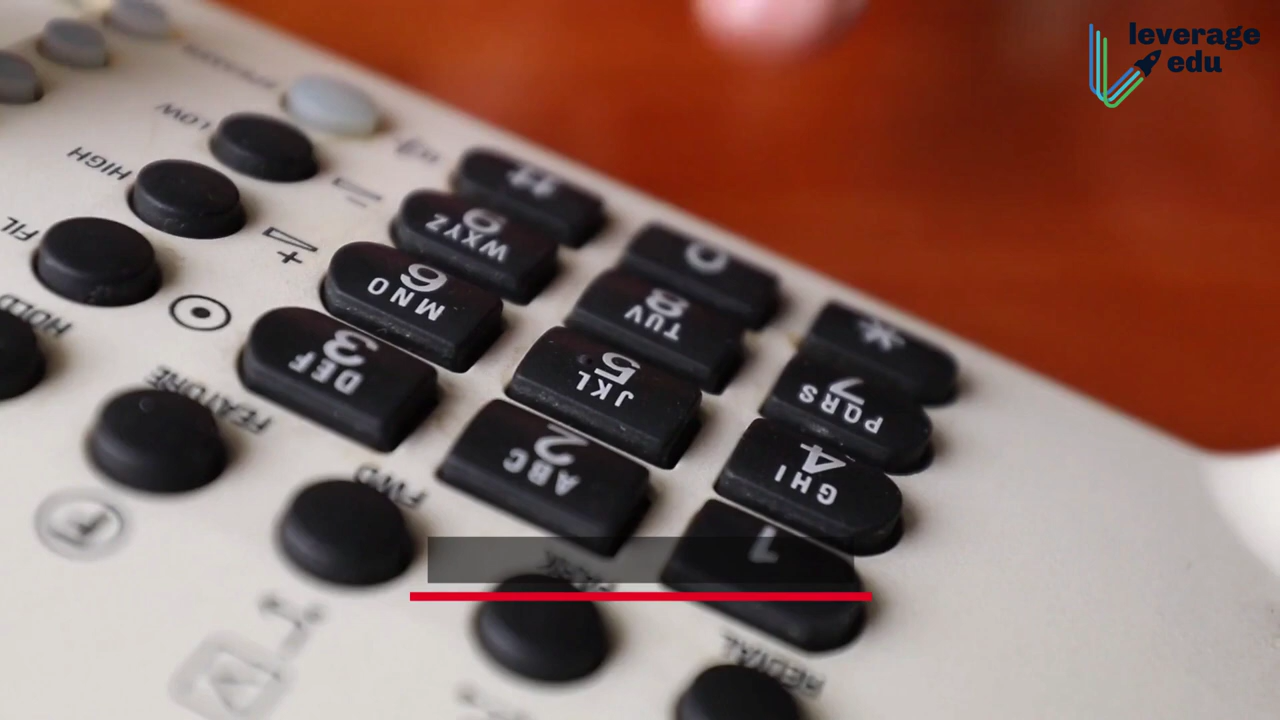 leverage
edu
LOW
HIGH
FIL
HOLD
FEATURE
FWD
REDIAL
#
9
WXYZ
6
MNO
3
DEF
0
8
TUV
5
JKL
2
ABC
*
7
PQRS
4
GHI
1
F